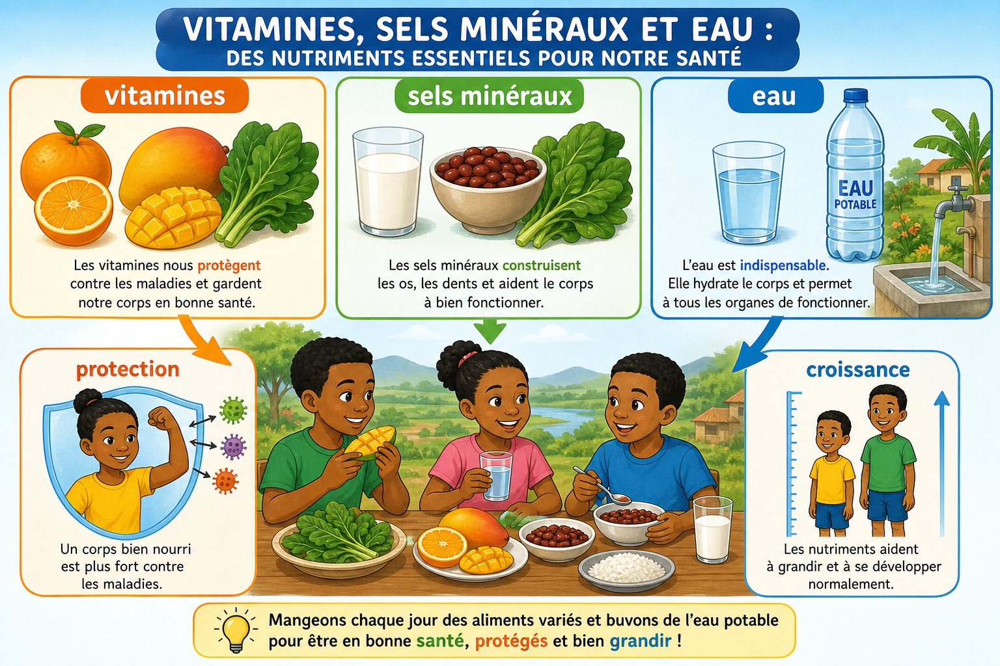 VITAMINES, SELS MINÉRAUX ET EAU :
DES NUTRIMENTS ESSENTIELS POUR NOTRE SANTÉ
vitamines
Les vitamines nous protègent
contre les maladies et gardent
notre corps en bonne santé.
sels minéraux
Les sels minéraux construisent
les os, les dents et aident le corps
à bien fonctionner.
eau
EAU
POTABLE
L'eau est indispensable.
Elle hydrate le corps et permet
à tous les organes de fonctionner.
protection
Un corps bien nourri
est plus fort contre
les maladies.
croissance
Les nutriments aident
à grandir et à se développer
normalement.
Mangeons chaque jour des aliments variés et buvons de l'eau potable
pour être en bonne santé, protégés et bien grandir !